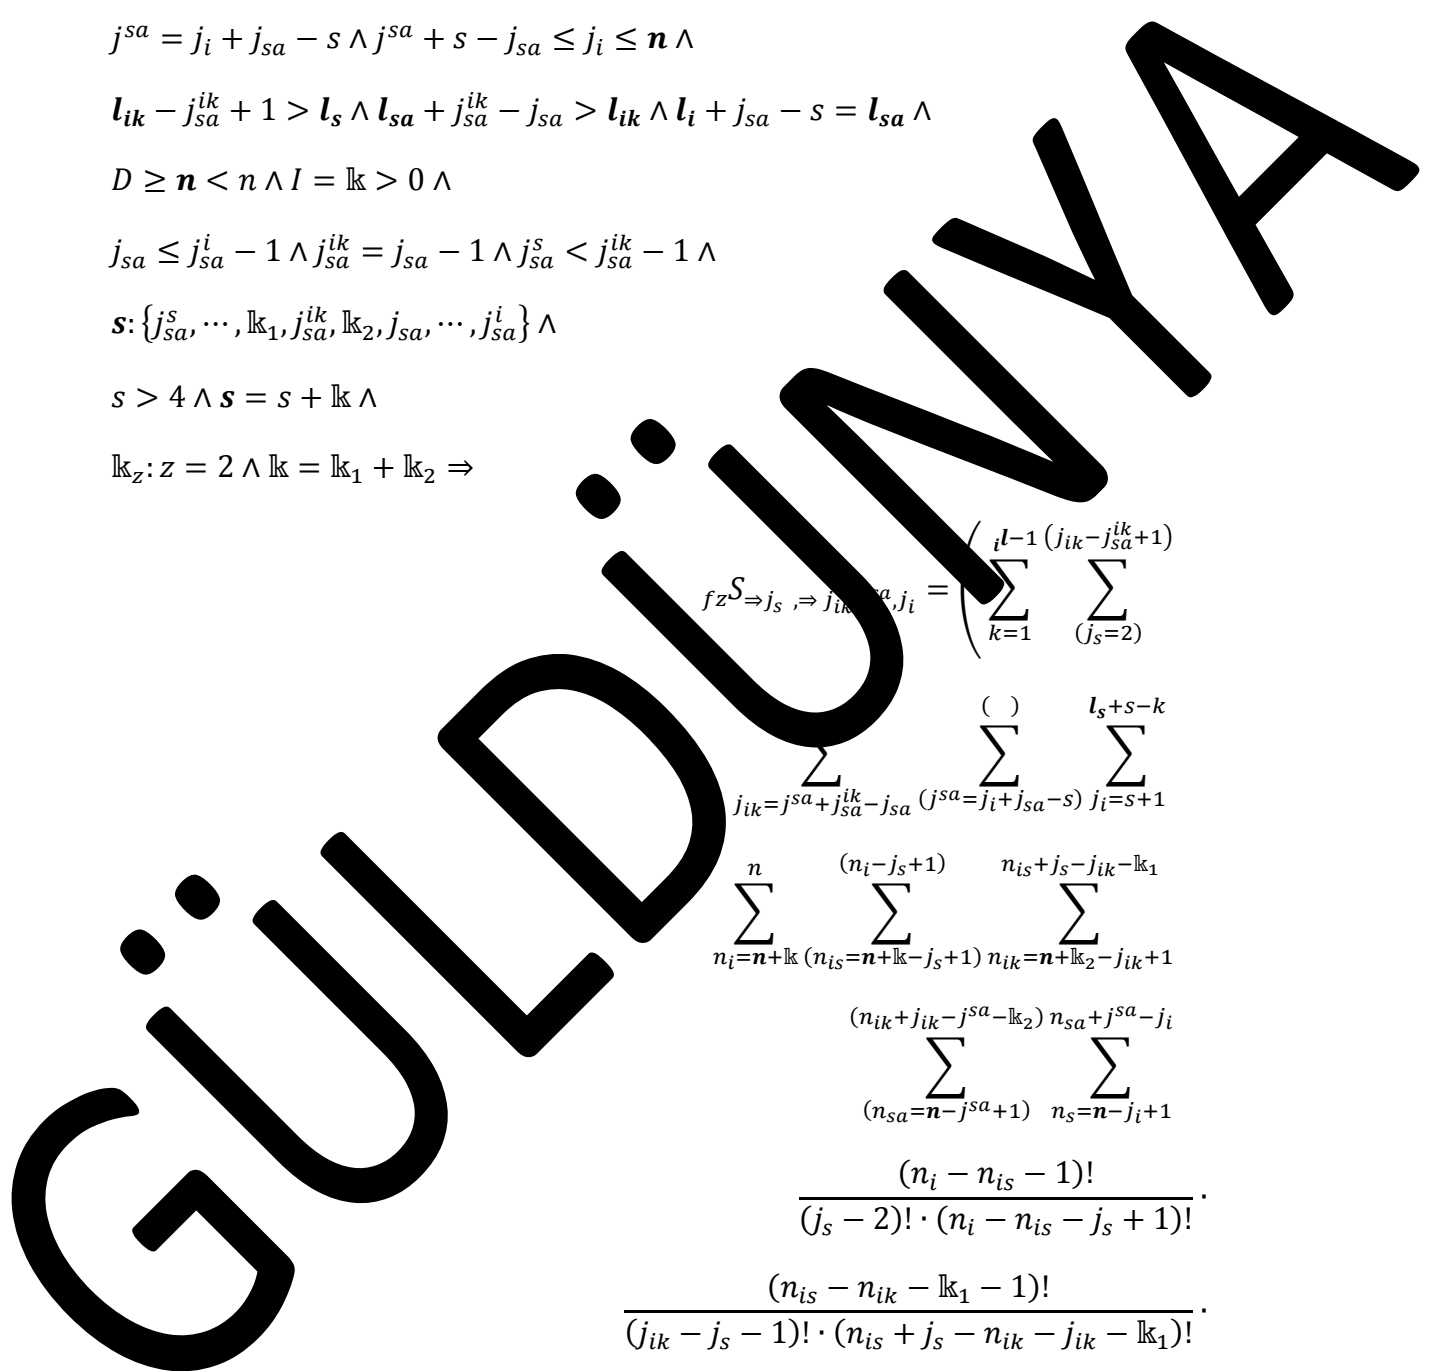 j^{sa} = j_i + j_{sa} − s ∧ j^{sa} + s − j_{sa} ≤ j_i ≤ 𝒏 ∧
𝒍_{𝒊𝒌} − j_{sa}^{ik} + 1 > 𝒍_𝒔 ∧ 𝒍_{𝒔𝒂} + j_{sa}^{ik} − j_{sa} > 𝒍_{𝒊𝒌} ∧ 𝒍_𝒊 + j_{sa} − s = 𝒍_{𝒔𝒂} ∧
D ≥ 𝒏 < n ∧ I = 𝕜 > 0 ∧
j_{sa} ≤ j_{sa}^{i} − 1 ∧ j_{sa}^{ik} = j_{sa} − 1 ∧ j_{sa}^{s} < j_{sa}^{ik} − 1 ∧
𝒔: {j_{sa}^{s}, ⋯ , 𝕜_1, j_{sa}^{ik}, 𝕜_2, j_{sa}, ⋯ , j_{sa}^{i}} ∧
s > 4 ∧ 𝒔 = s + 𝕜 ∧
𝕜_z: z = 2 ∧ 𝕜 = 𝕜_1 + 𝕜_2 ⇒
_{fz}S_{⇒j_s ,⇒ j_{ik} ,j_i} = ( ∑_{k=1}^{_𝒊𝒍−1} ∑_{(j_s=2)}^{(j_{ik}−j_{sa}^{ik}+1)}
∑_{j_{ik}=j^{sa}+j_{sa}^{ik}−j_{sa}} ∑_{(j^{sa}=j_i+j_{sa}−s)}^{( )} ∑_{j_i=s+1}^{𝒍_𝒔+s−k}
∑_{n_i=𝒏+𝕜}^{n} ∑_{(n_{is}=𝒏+𝕜−j_s+1)}^{(n_i−j_s+1)} ∑_{n_{ik}=𝒏+𝕜_2−j_{ik}+1}^{n_{is}+j_s−j_{ik}−𝕜_1}
∑_{(n_{sa}=𝒏−j^{sa}+1)}^{(n_{ik}+j_{ik}−j^{sa}−𝕜_2)} ∑_{n_s=𝒏−j_i+1}^{n_{sa}+j^{sa}−j_i}
(n_i − n_{is} − 1)!
(j_s − 2)! · (n_i − n_{is} − j_s + 1)! ·
(n_{is} − n_{ik} − 𝕜_1 − 1)!
(j_{ik} − j_s − 1)! · (n_{is} + j_s − n_{ik} − j_{ik} − 𝕜_1)! ·
GÜLDÜNYA